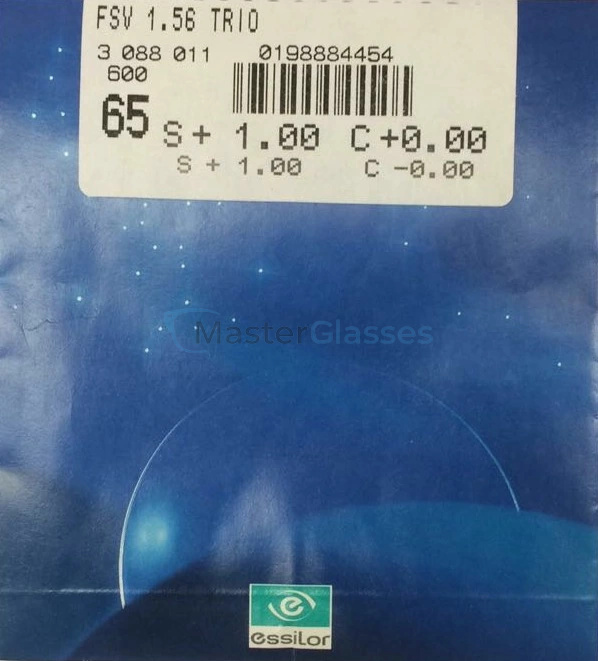 FSV 1.56 TRIO
3 088 011 0198884454
600
65 S+ 1.00 C+0.00
S + 1.00 C -0.00
MasterGlasses
essilor